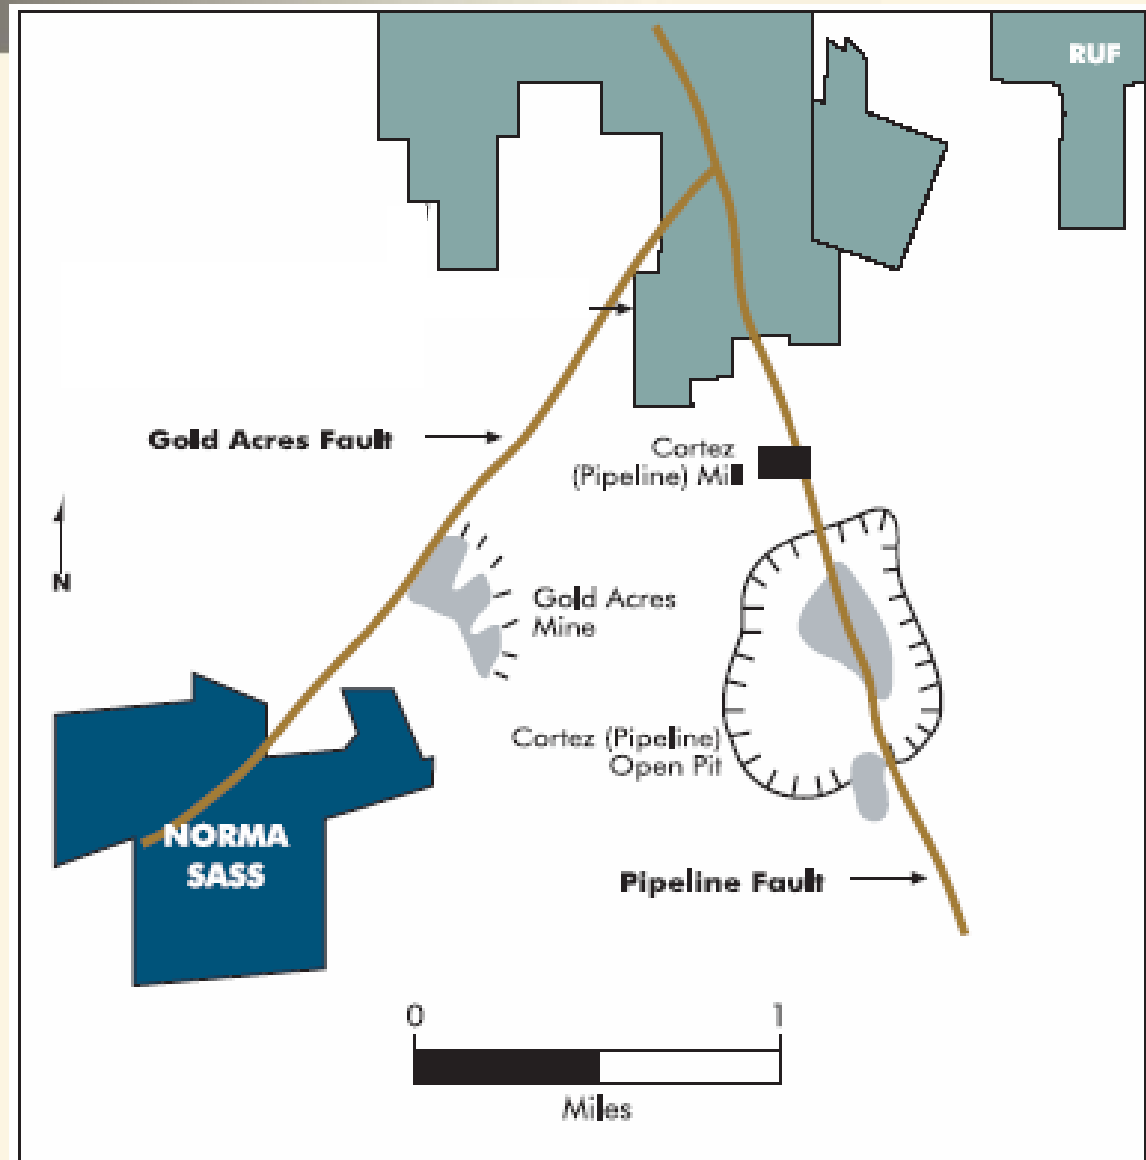 RUF
Gold Acres Fault
Cortez
(Pipeline) Mill
N
Gold Acres
Mine
Cortez (Pipeline)
Open Pit
NORMA
SASS
Pipeline Fault
0 1
Miles